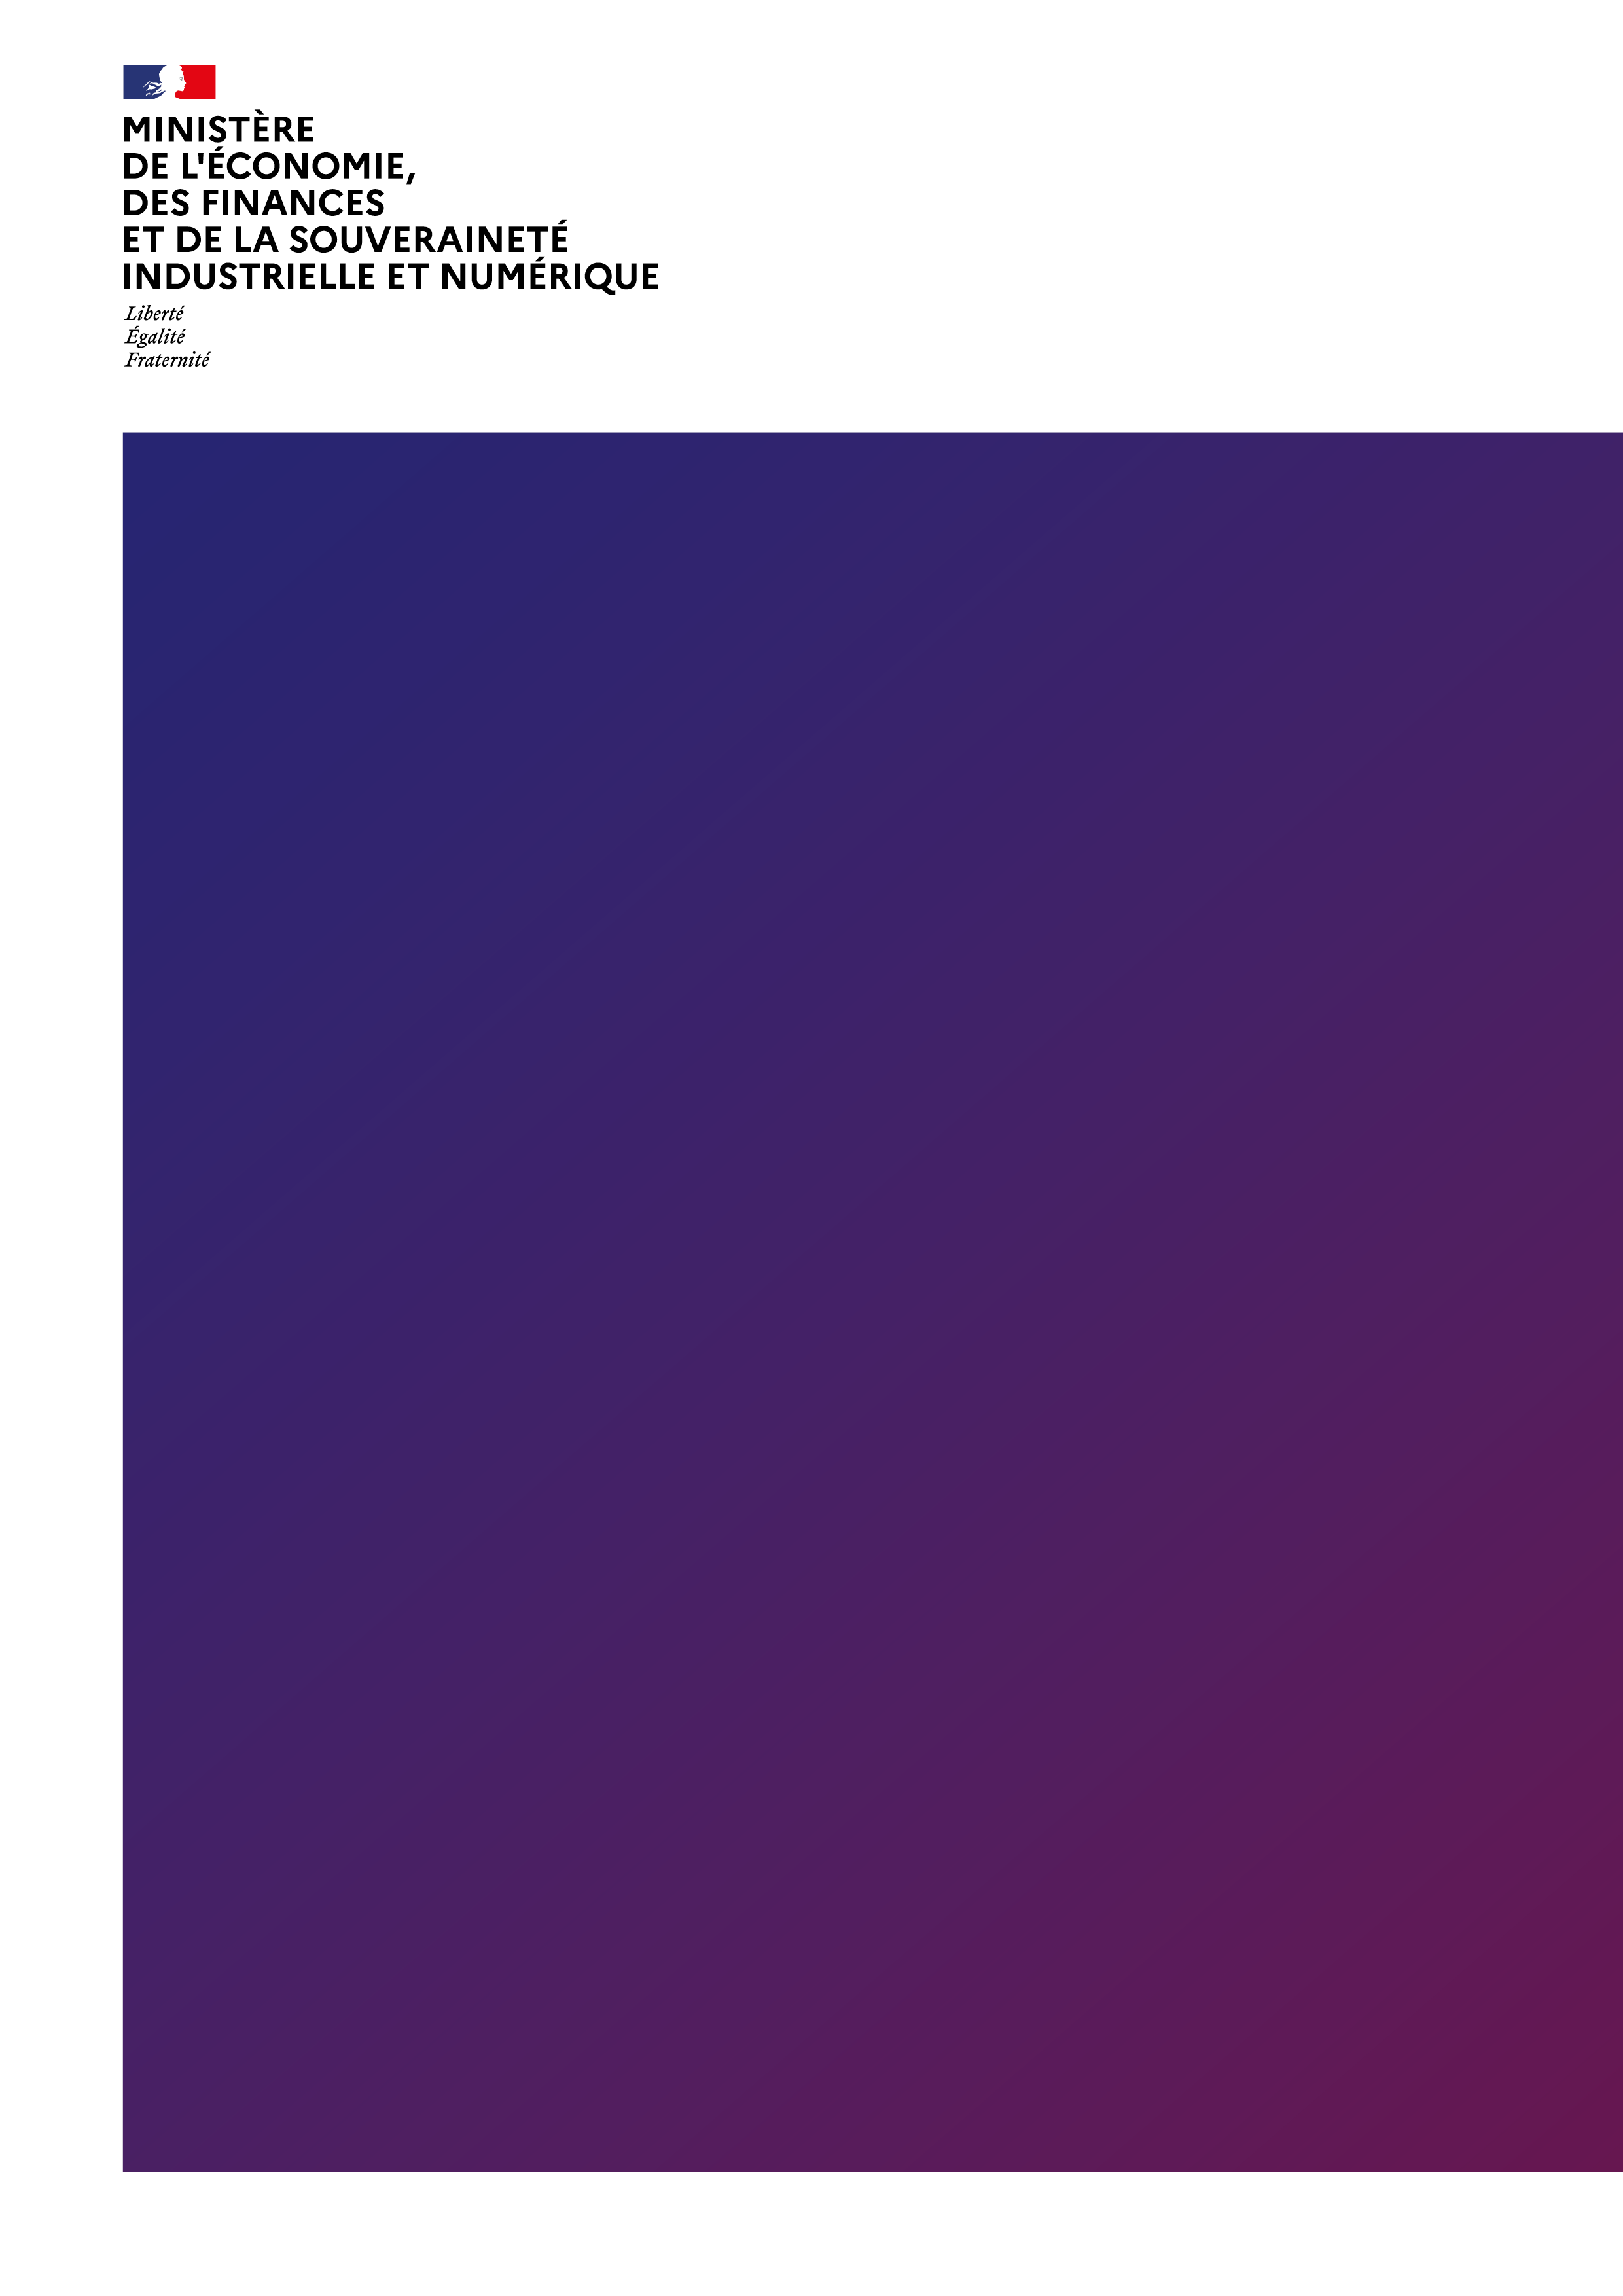 MINISTÈRE
DE L'ÉCONOMIE,
DES FINANCES
ET DE LA SOUVERAINETÉ
INDUSTRIELLE ET NUMÉRIQUE
Liberté
Égalité
Fraternité